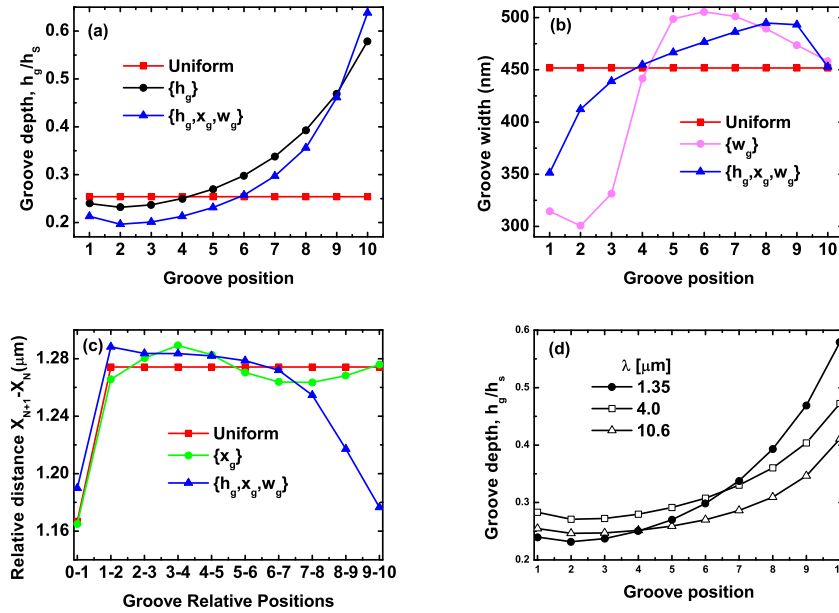 (a)
Groove depth, h_g/h_s
0.6
0.5
0.4
0.3
0.2
Uniform
{h_g}
{h_g,x_g,w_g}
1 2 3 4 5 6 7 8 9 10
Groove position
(b)
Groove width (nm)
500
450
400
350
300
Uniform
{w_g}
{h_g,x_g,w_g}
1 2 3 4 5 6 7 8 9 10
Groove position
(c)
Relative distance X_{N+1}-X_N(μm)
1.28
1.24
1.20
1.16
Uniform
{x_g}
{h_g,x_g,w_g}
0-1 1-2 2-3 3-4 4-5 5-6 6-7 7-8 8-9 9-10
Groove Relative Positions
(d)
Groove depth, h_g/h_s
0.6
0.5
0.4
0.3
0.2
λ [μm]
1.35
4.0
10.6
1 2 3 4 5 6 7 8 9 1
Groove position